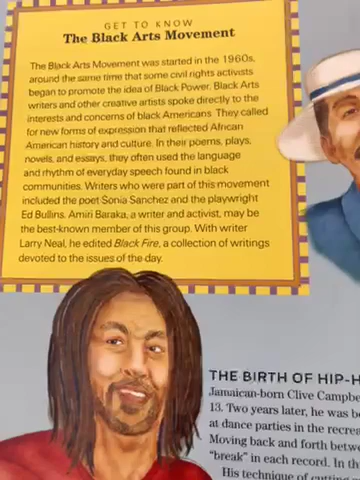 GET TO KNOW
The Black Arts Movement
The Black Arts Movement was started in the 1960s,
around the same time that some civil rights activists
began to promote the idea of Black Power. Black Arts
writers and other creative artists spoke directly to the
interests and concerns of black Americans. They called
for new forms of expression that reflected African
American history and culture. In their poems, plays,
novels, and essays, they often used the language
and rhythm of everyday speech found in black
communities. Writers who were part of this movement
included the poet Sonia Sanchez and the playwright
Ed Bullins. Amiri Baraka, a writer and activist, may be
the best-known member of this group. With writer
Larry Neal, he edited Black Fire, a collection of writings
devoted to the issues of the day.
THE BIRTH OF HIP-H
Jamaican-born Clive Campbe
13. Two years later, he was b
at dance parties in the recrea
Moving back and forth betwe
"break" in each record. In th
His technique of cutting